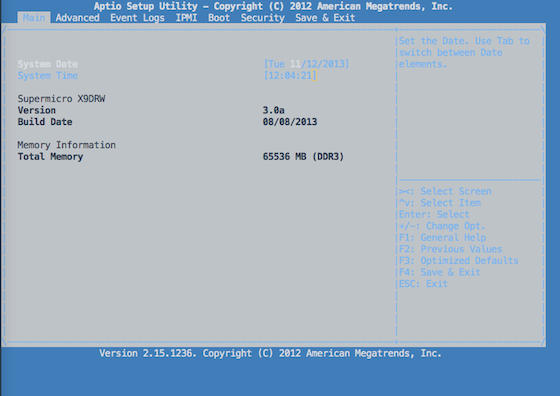 Aptio Setup Utility – Copyright (C) 2012 American Megatrends, Inc.
Main Advanced Event Logs IPMI Boot Security Save & Exit
System Date [Tue 11/12/2013]
System Time [12:04:21]
Supermicro X9DRW
Version 3.0a
Build Date 08/08/2013
Memory Information
Total Memory 65536 MB (DDR3)
Set the Date. Use Tab to
switch between Date
elements.
><: Select Screen
^v: Select Item
Enter: Select
+/-: Change Opt.
F1: General Help
F2: Previous Values
F3: Optimized Defaults
F4: Save & Exit
ESC: Exit
Version 2.15.1236. Copyright (C) 2012 American Megatrends, Inc.